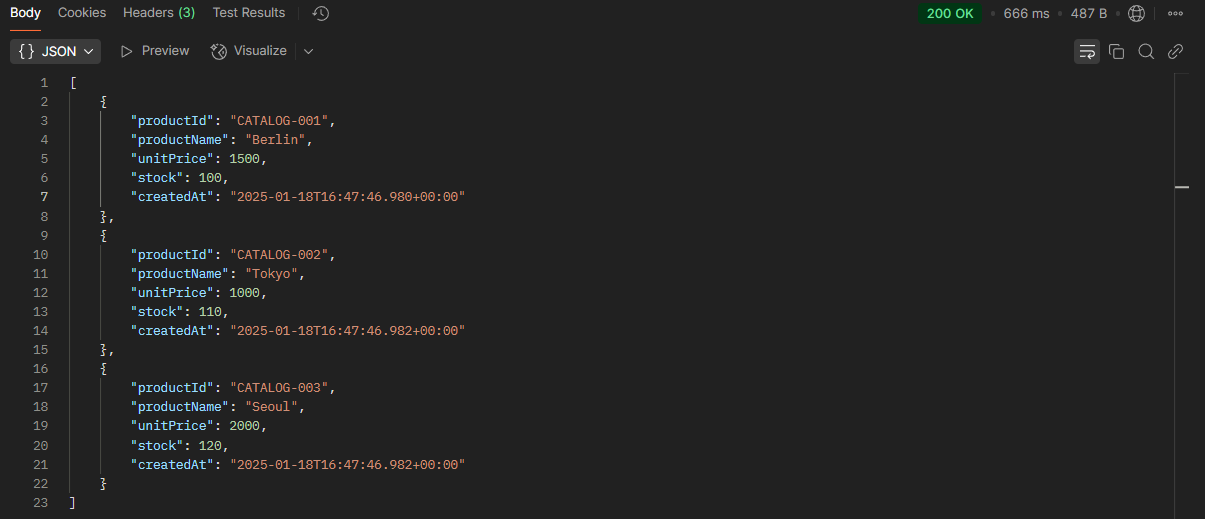 Body Cookies Headers (3) Test Results 200 OK • 666 ms • 487 B •
{} JSON Preview Visualize
1 [
2 {
3 "productId": "CATALOG-001",
4 "productName": "Berlin",
5 "unitPrice": 1500,
6 "stock": 100,
7 "createdAt": "2025-01-18T16:47:46.980+00:00"
8 },
9 {
10 "productId": "CATALOG-002",
11 "productName": "Tokyo",
12 "unitPrice": 1000,
13 "stock": 110,
14 "createdAt": "2025-01-18T16:47:46.982+00:00"
15 },
16 {
17 "productId": "CATALOG-003",
18 "productName": "Seoul",
19 "unitPrice": 2000,
20 "stock": 120,
21 "createdAt": "2025-01-18T16:47:46.982+00:00"
22 }
23 ]